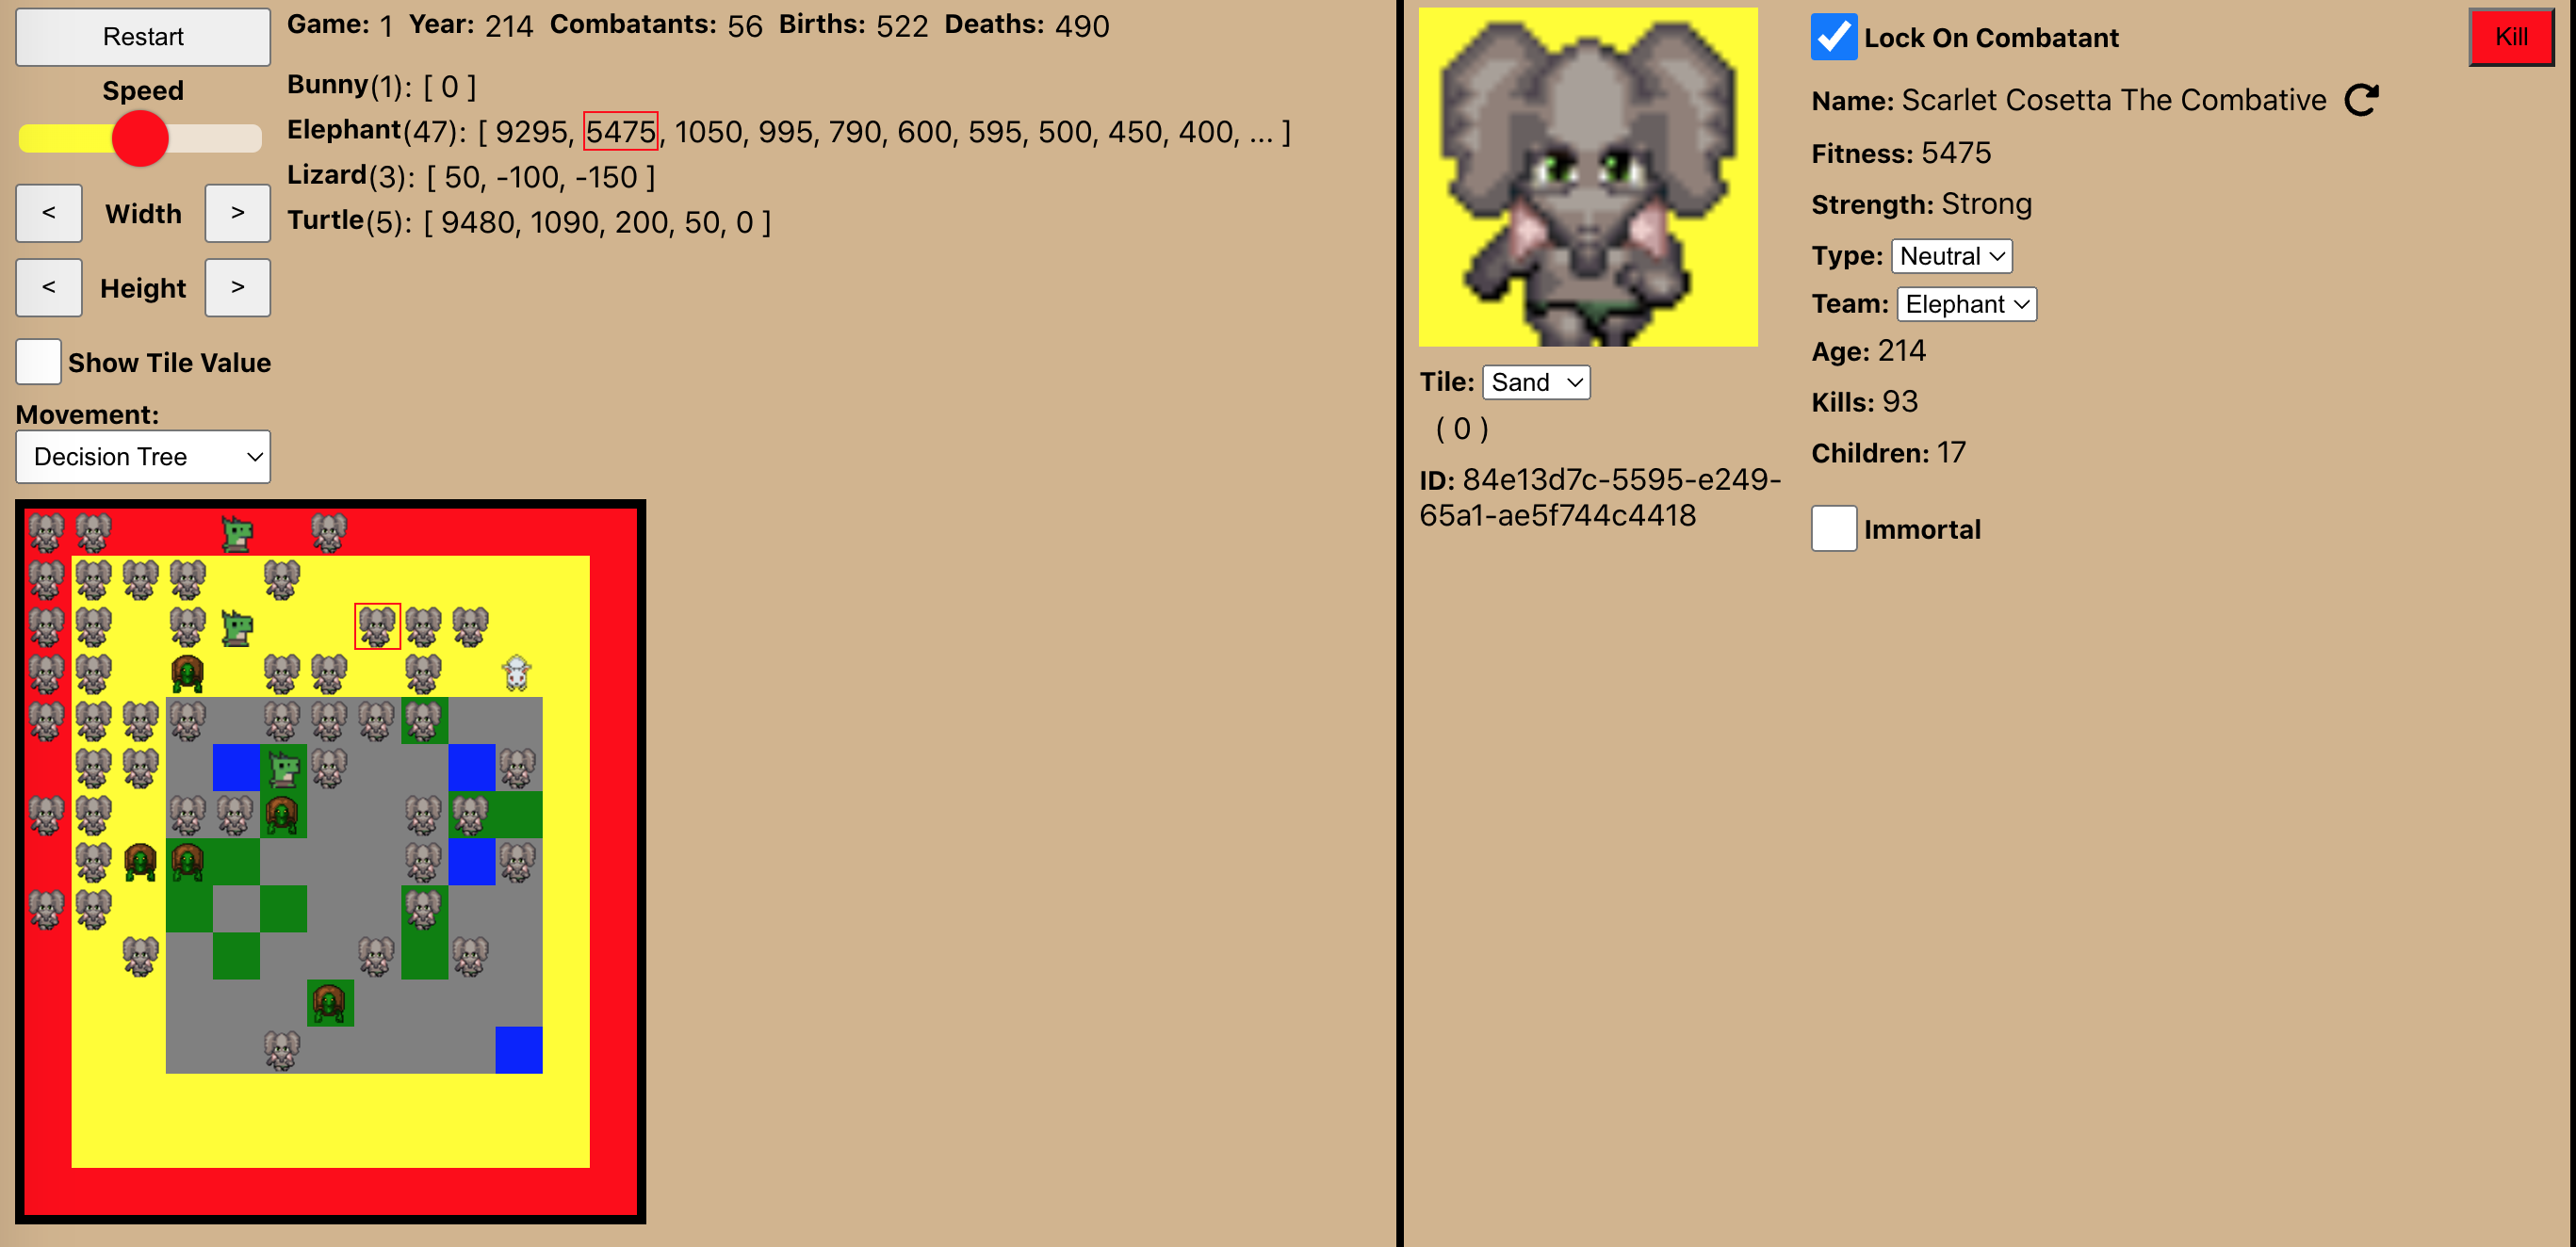 Restart
Game: 1 Year: 214 Combatants: 56 Births: 522 Deaths: 490
Speed
Bunny(1): [ 0 ]
Elephant(47): [ 9295, 5475, 1050, 995, 790, 600, 595, 500, 450, 400, ... ]
Lizard(3): [ 50, -100, -150 ]
Turtle(5): [ 9480, 1090, 200, 50, 0 ]
< Width >
< Height >
Show Tile Value
Movement:
Decision Tree
Tile: Sand
( 0 )
ID: 84e13d7c-5595-e249-
65a1-ae5f744c4418
Lock On Combatant
Kill
Name: Scarlet Cosetta The Combative
Fitness: 5475
Strength: Strong
Type: Neutral
Team: Elephant
Age: 214
Kills: 93
Children: 17
Immortal